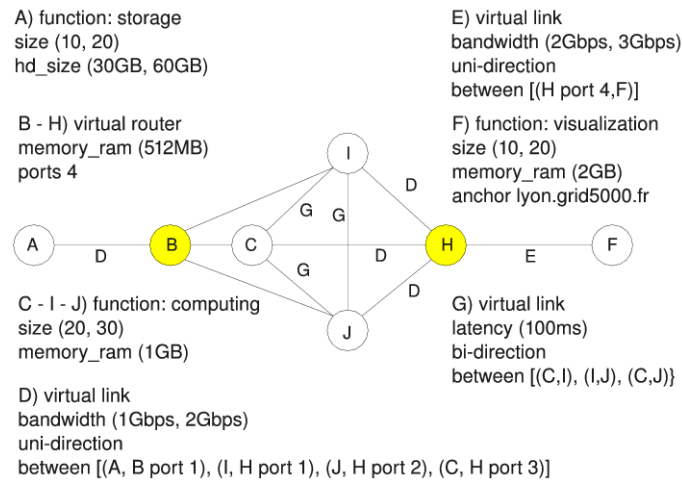 A) function: storage
size (10, 20)
hd_size (30GB, 60GB)
E) virtual link
bandwidth (2Gbps, 3Gbps)
uni-direction
between [(H port 4,F)]
B - H) virtual router
memory_ram (512MB)
ports 4
F) function: visualization
size (10, 20)
memory_ram (2GB)
anchor lyon.grid5000.fr
I
D
G G
A
D
B
C
D
H
E
F
G
D
J
C - I - J) function: computing
size (20, 30)
memory_ram (1GB)
G) virtual link
latency (100ms)
bi-direction
between [(C,I), (I,J), (C,J)}
D) virtual link
bandwidth (1Gbps, 2Gbps)
uni-direction
between [(A, B port 1), (I, H port 1), (J, H port 2), (C, H port 3)]